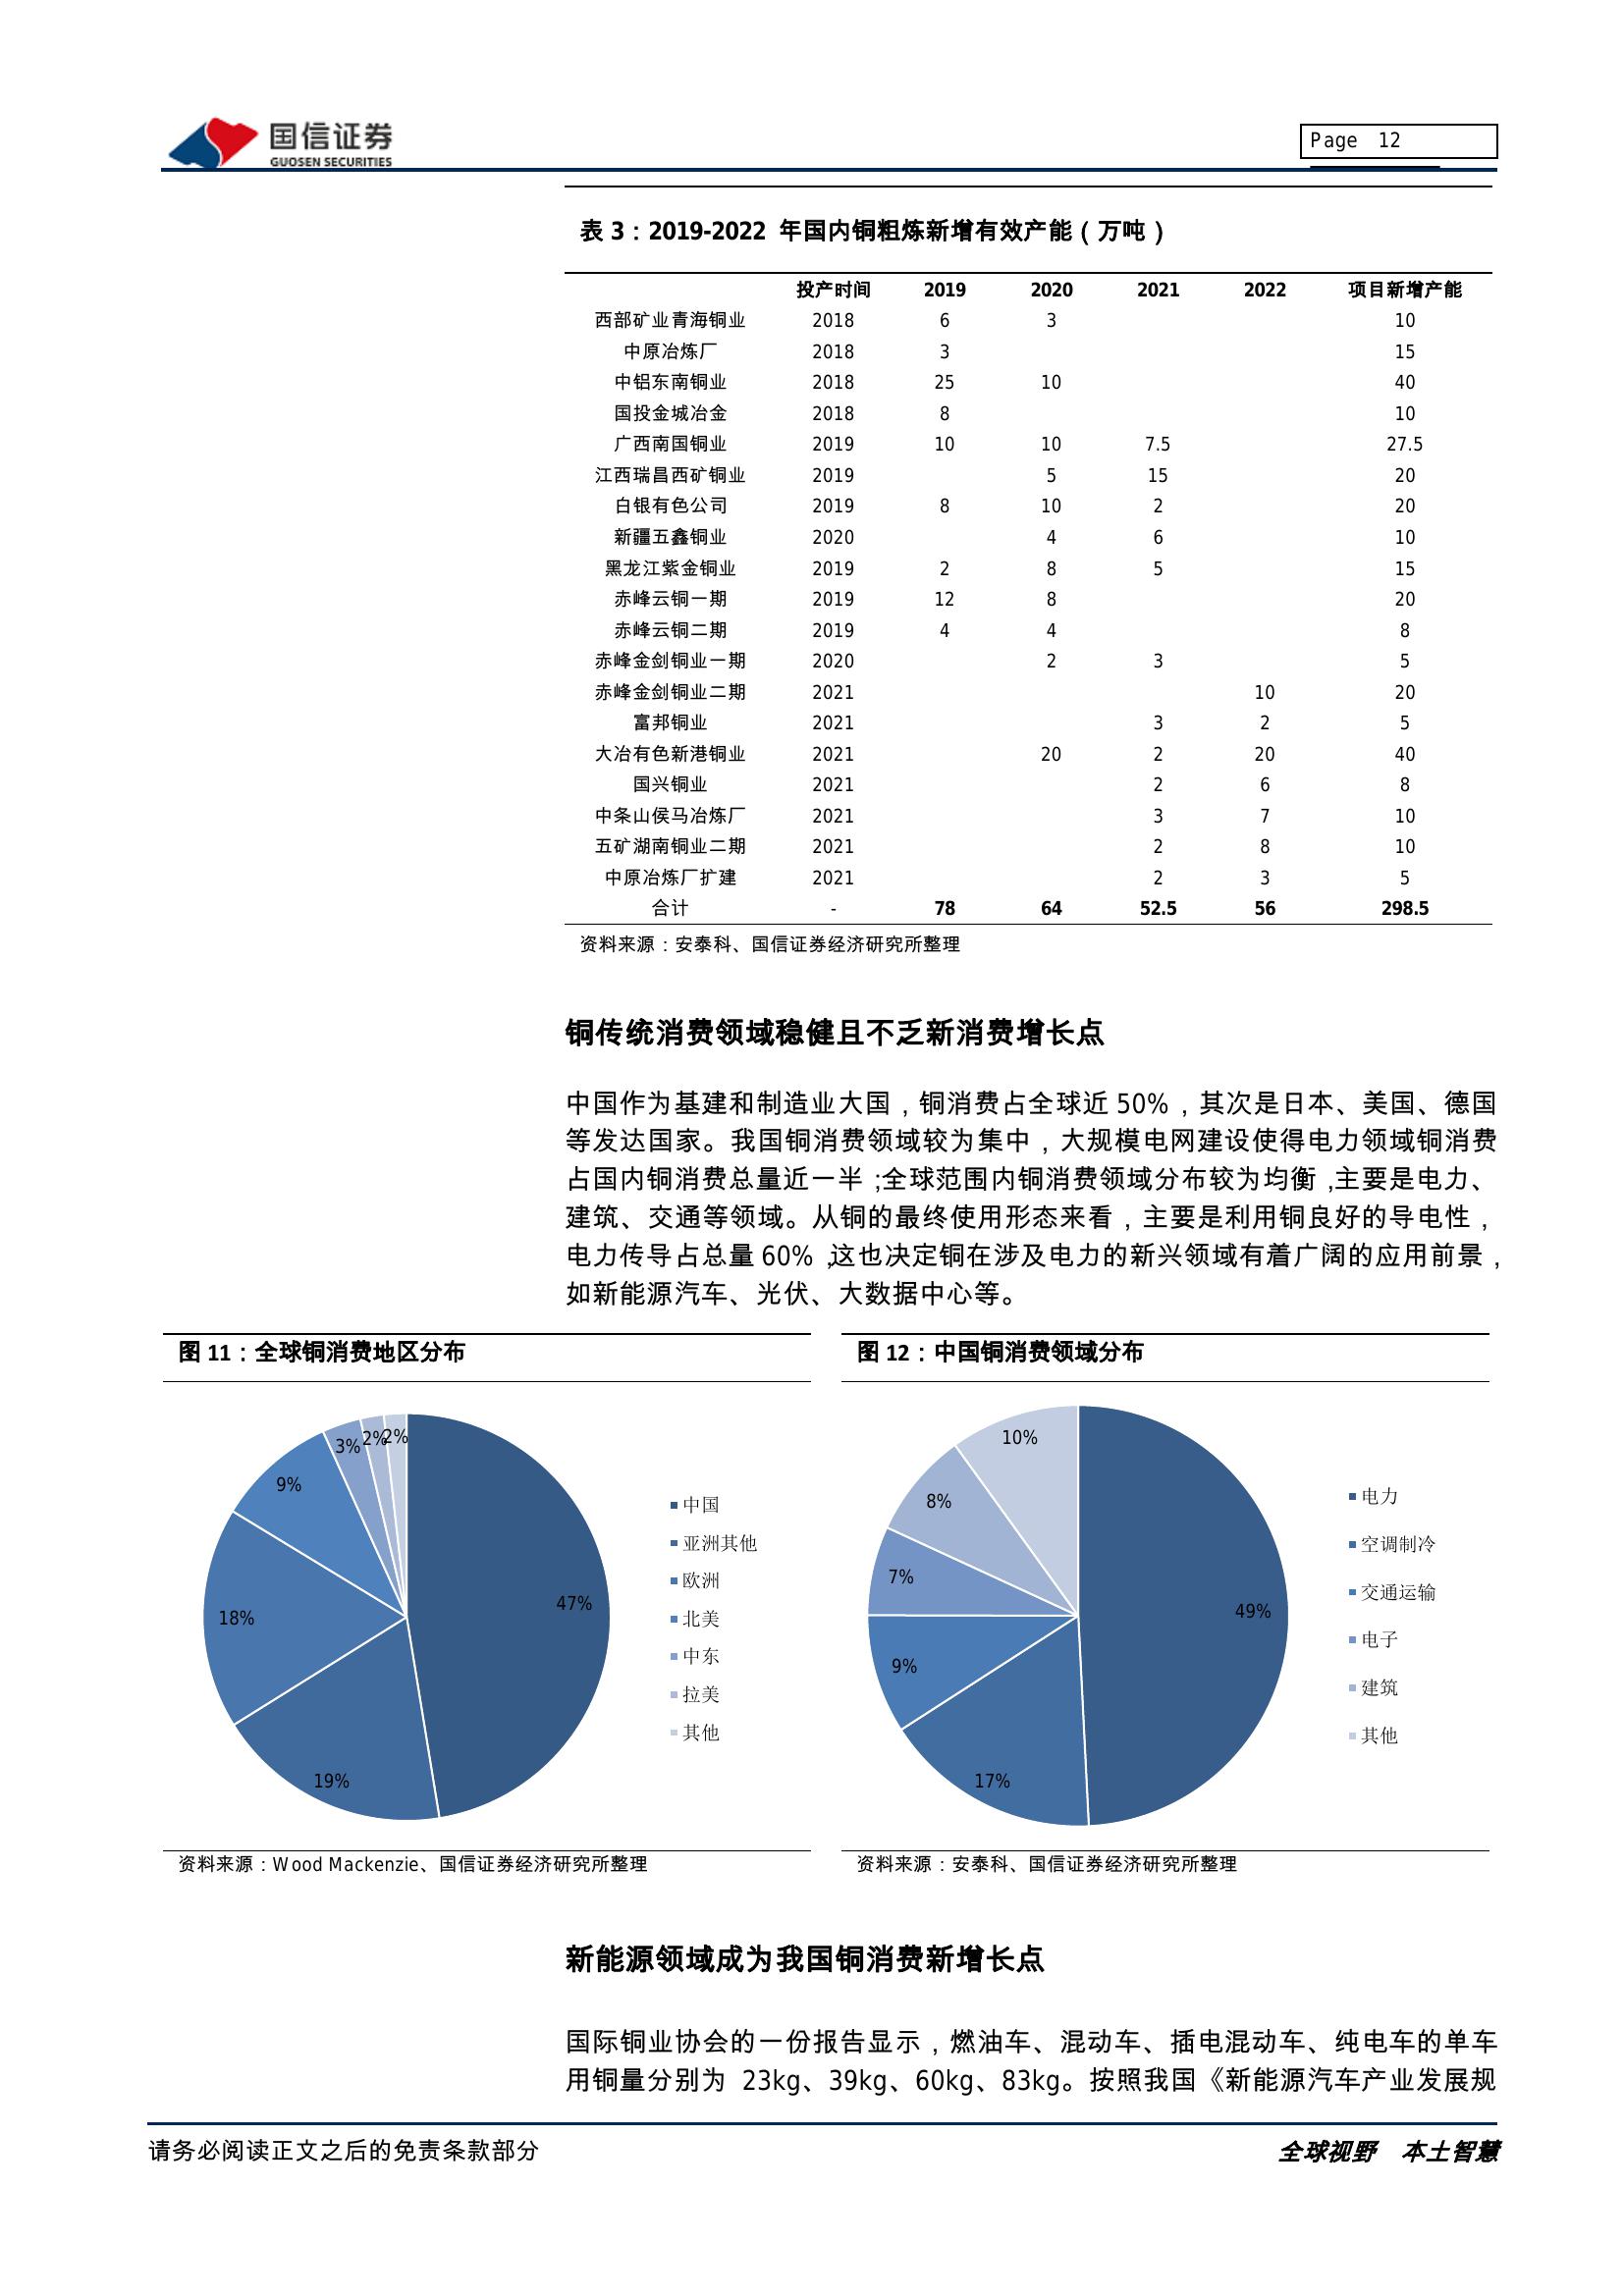 国信证券
GUOSEN SECURITIES
Page 12
表 3：2019-2022 年国内铜粗炼新增有效产能（万吨）
投产时间 2019 2020 2021 2022 项目新增产能
西部矿业青海铜业 2018 6 3 10
中原冶炼厂 2018 3 15
中铝东南铜业 2018 25 10 40
国投金城冶金 2018 8 10
广西南国铜业 2019 10 10 7.5 27.5
江西瑞昌西矿铜业 2019 5 15 20
白银有色公司 2019 8 10 2 20
新疆五鑫铜业 2020 4 6 10
黑龙江紫金铜业 2019 2 8 5 15
赤峰云铜一期 2019 12 8 20
赤峰云铜二期 2019 4 4 8
赤峰金剑铜业一期 2020 2 3 5
赤峰金剑铜业二期 2021 10 20
富邦铜业 2021 3 2 5
大冶有色新港铜业 2021 20 2 20 40
国兴铜业 2021 2 6 8
中条山侯马冶炼厂 2021 3 7 10
五矿湖南铜业二期 2021 2 8 10
中原冶炼厂扩建 2021 2 3 5
合计 - 78 64 52.5 56 298.5
资料来源：安泰科、国信证券经济研究所整理
铜传统消费领域稳健且不乏新消费增长点
中国作为基建和制造业大国，铜消费占全球近 50%，其次是日本、美国、德国
等发达国家。我国铜消费领域较为集中，大规模电网建设使得电力领域铜消费
占国内铜消费总量近一半；全球范围内铜消费领域分布较为均衡，主要是电力、
建筑、交通等领域。从铜的最终使用形态来看，主要是利用铜良好的导电性，
电力传导占总量 60%，这也决定铜在涉及电力的新兴领域有着广阔的应用前景，
如新能源汽车、光伏、大数据中心等。
图 11：全球铜消费地区分布
47%
19%
18%
9%
3%
2%
2%
中国
亚洲其他
欧洲
北美
中东
拉美
其他
资料来源：Wood Mackenzie、国信证券经济研究所整理
图 12：中国铜消费领域分布
49%
17%
9%
7%
8%
10%
电力
空调制冷
交通运输
电子
建筑
其他
资料来源：安泰科、国信证券经济研究所整理
新能源领域成为我国铜消费新增长点
国际铜业协会的一份报告显示，燃油车、混动车、插电混动车、纯电车的单车
用铜量分别为 23kg、39kg、60kg、83kg。按照我国《新能源汽车产业发展规
请务必阅读正文之后的免责条款部分
全球视野 本土智慧